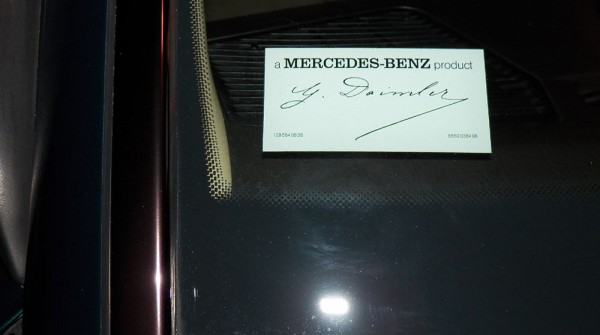 a MERCEDES-BENZ product
G. Daimler